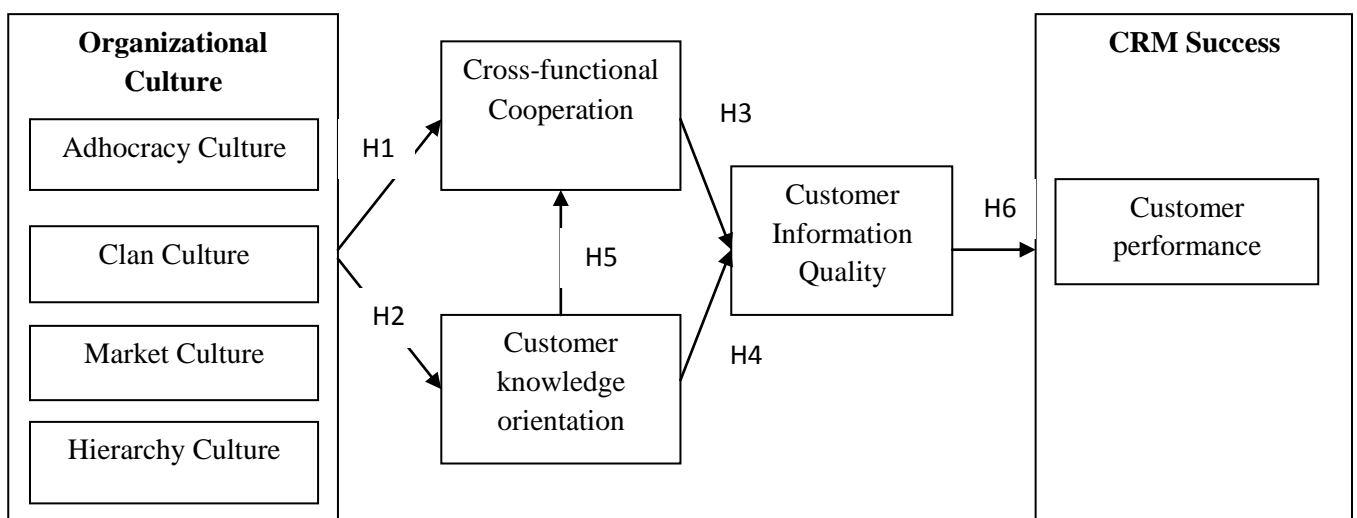 Organizational
Culture
Adhocracy Culture
Clan Culture
Market Culture
Hierarchy Culture
H1
H2
Cross-functional
Cooperation
H5
Customer
knowledge
orientation
H3
H4
Customer
Information
Quality
H6
CRM Success
Customer
performance